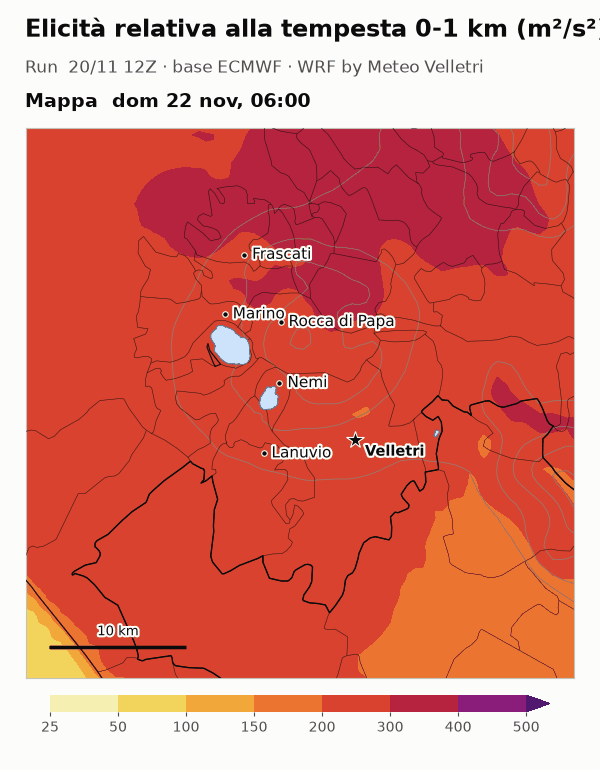 Elicità relativa alla tempesta 0-1 km (m²/s²)
Run  20/11 12Z · base ECMWF · WRF by Meteo Velletri
Mappa  dom 22 nov, 06:00
Frascati
Marino
Rocca di Papa
Nemi
Velletri
Lanuvio
10 km
25 50 100 150 200 300 400 500